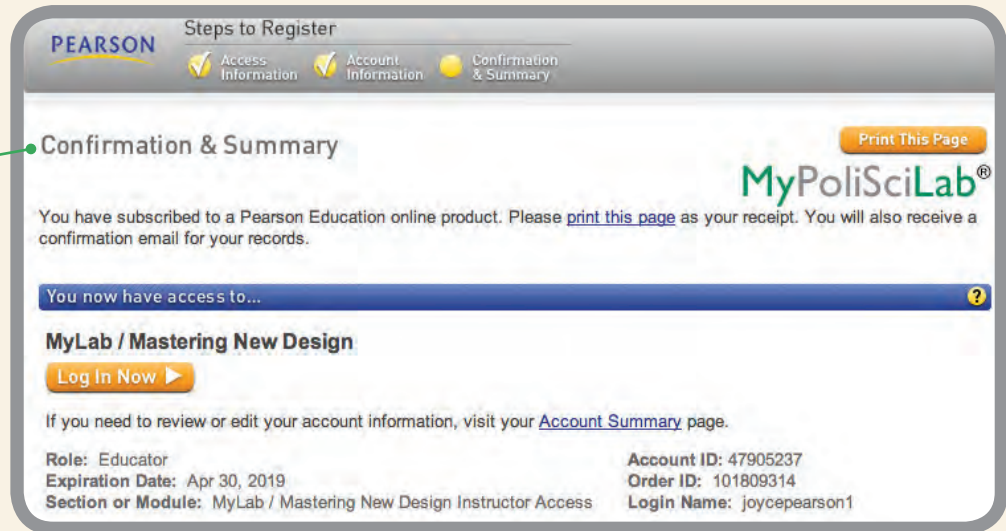 PEARSON
Steps to Register
Access Information
Account Information
Confirmation & Summary
Confirmation & Summary
Print This Page
MyPoliSciLab®
You have subscribed to a Pearson Education online product. Please print this page as your receipt. You will also receive a
confirmation email for your records.
You now have access to...
?
MyLab / Mastering New Design
Log In Now
If you need to review or edit your account information, visit your Account Summary page.
Role: Educator
Expiration Date: Apr 30, 2019
Section or Module: MyLab / Mastering New Design Instructor Access
Account ID: 47905237
Order ID: 101809314
Login Name: joycepearson1